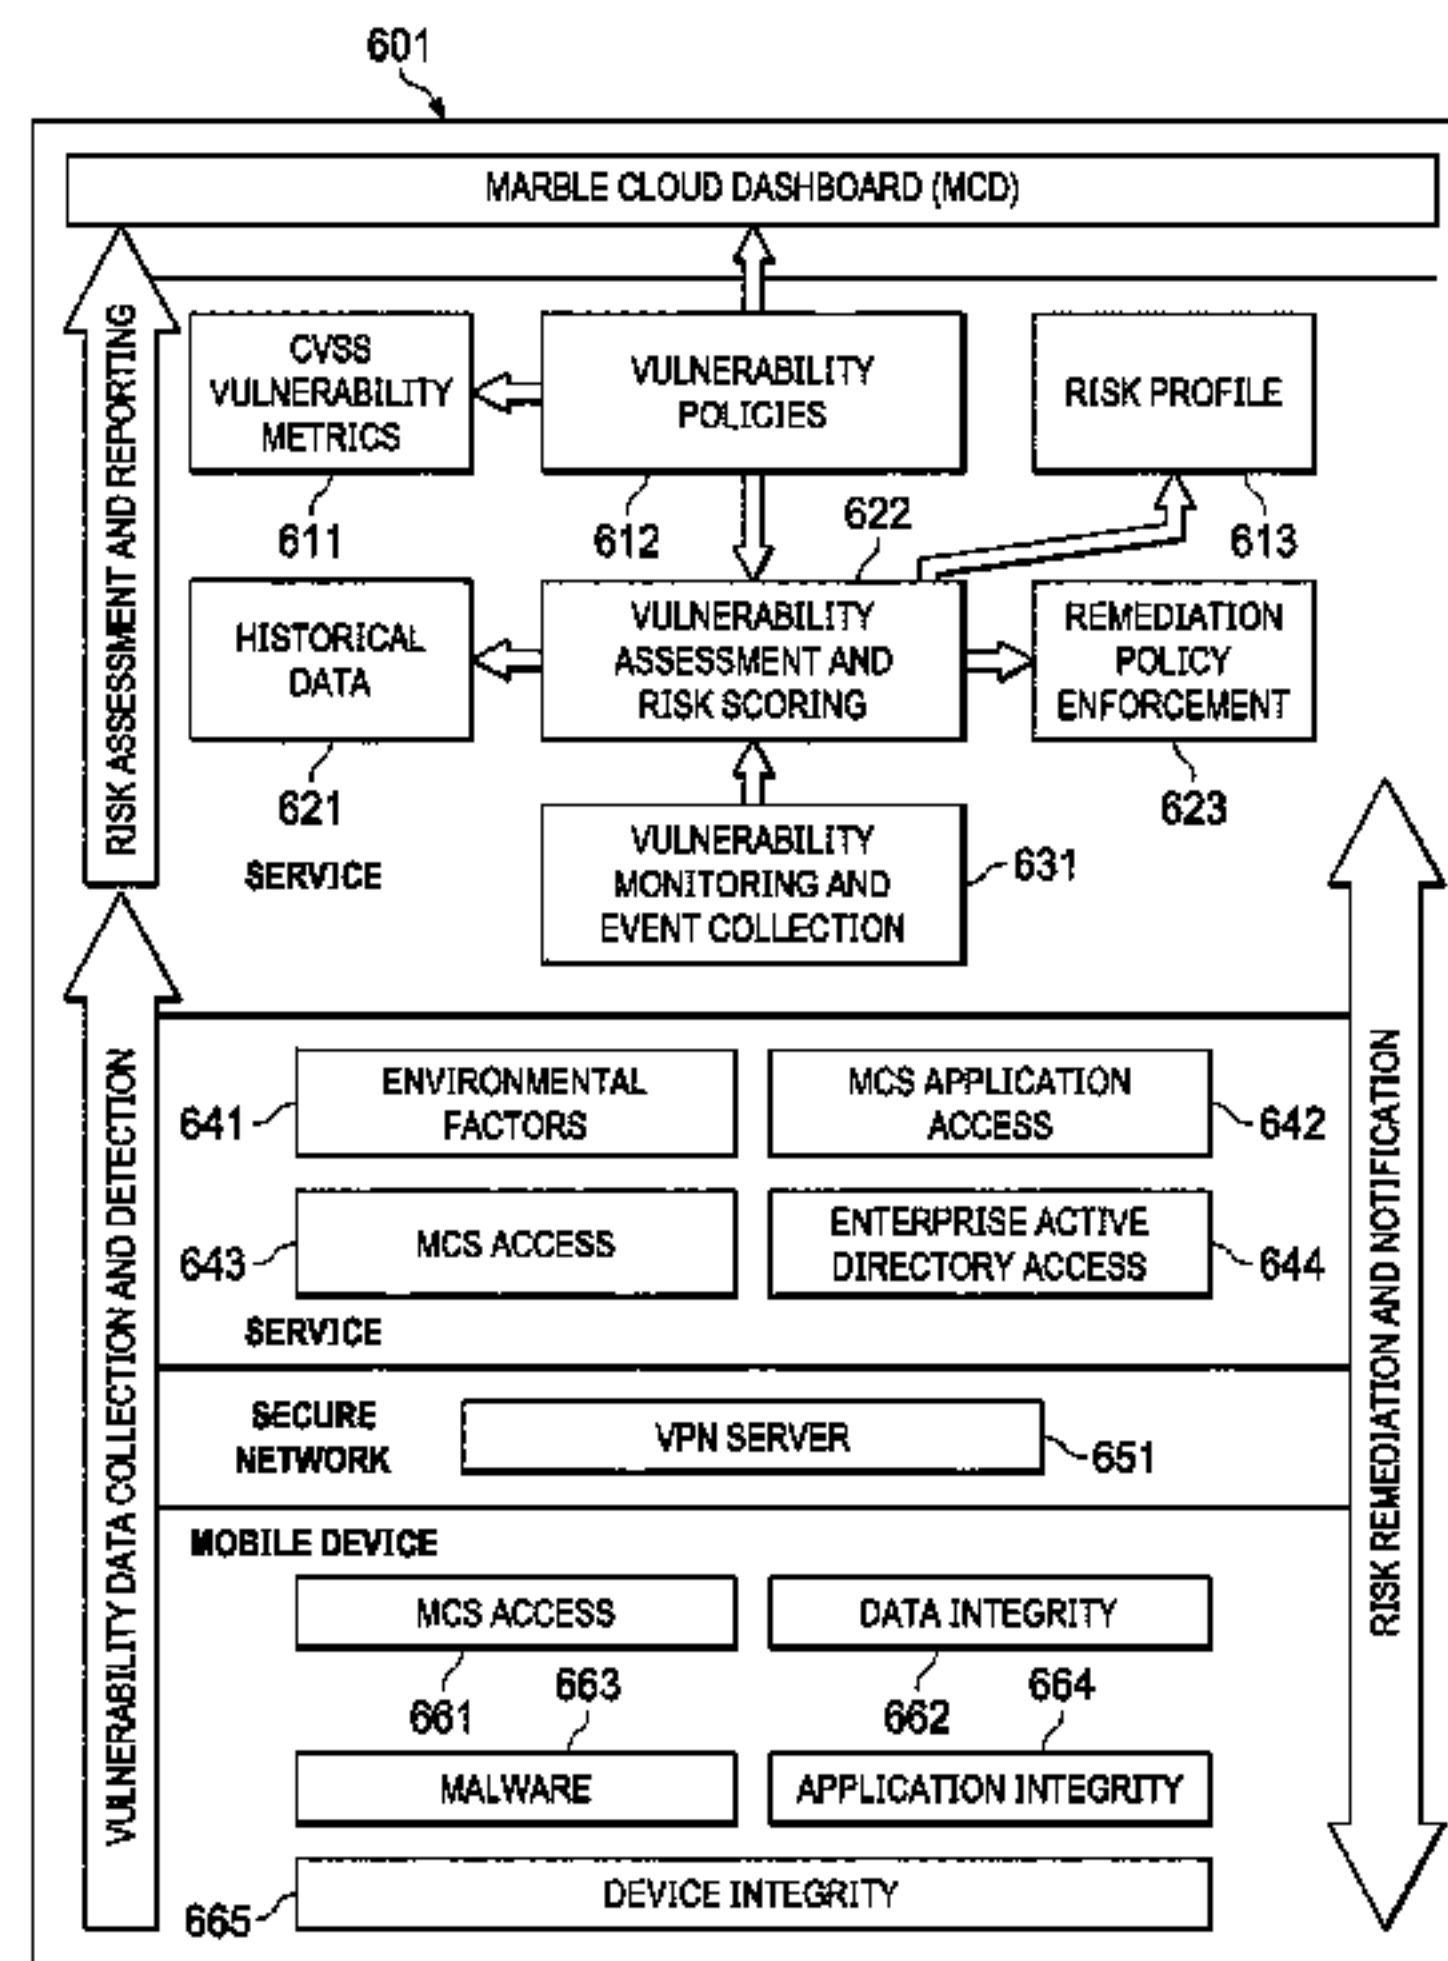 601
MARBLE CLOUD DASHBOARD (MCD)
RISK ASSESSMENT AND REPORTING
CVSS
VULNERABILITY
METRICS
611
VULNERABILITY
POLICIES
612
RISK PROFILE
613
622
HISTORICAL
DATA
621
VULNERABILITY
ASSESSMENT AND
RISK SCORING
REMEDIATION
POLICY
ENFORCEMENT
623
SERVICE
VULNERABILITY
MONITORING AND
EVENT COLLECTION
631
VULNERABILITY DATA COLLECTION AND DETECTION
RISK REMEDIATION AND NOTIFICATION
641
ENVIRONMENTAL
FACTORS
MCS APPLICATION
ACCESS
642
643
MCS ACCESS
ENTERPRISE ACTIVE
DIRECTORY ACCESS
644
SERVICE
SECURE
NETWORK
VPN SERVER
651
MOBILE DEVICE
MCS ACCESS
661
DATA INTEGRITY
662
663
MALWARE
664
APPLICATION INTEGRITY
665
DEVICE INTEGRITY